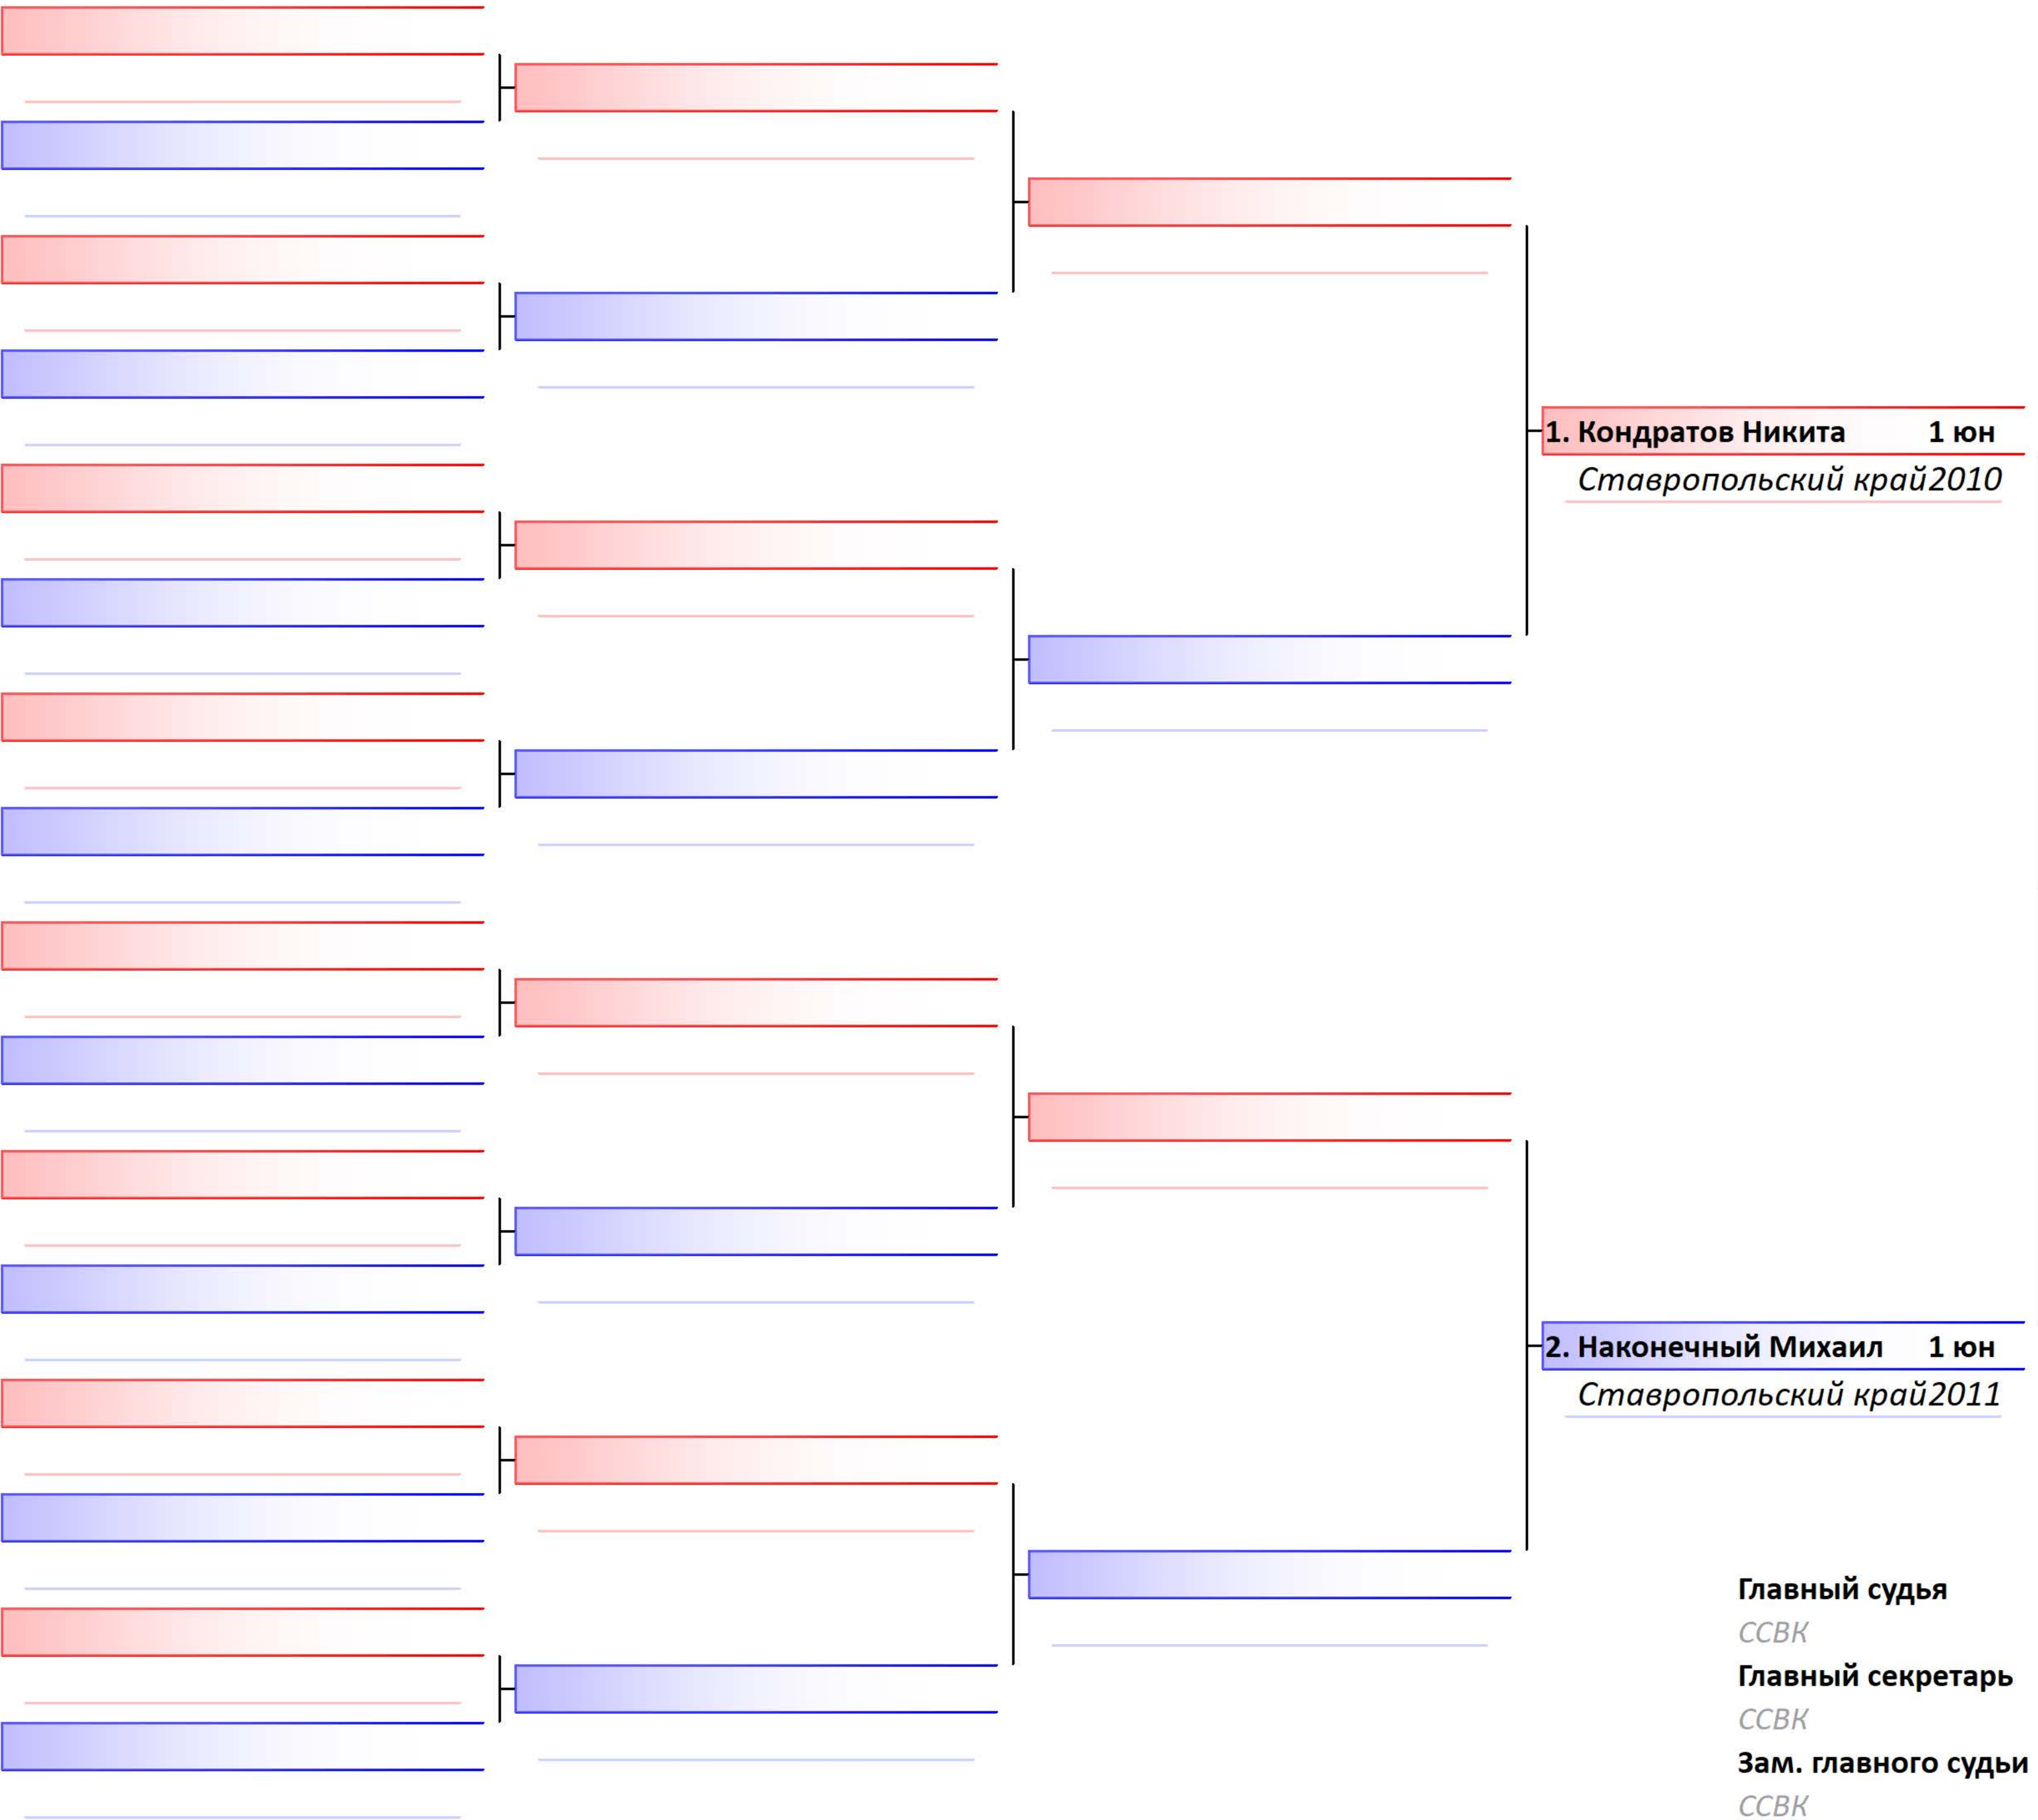 1. Кондратов Никита 1 юн
Ставропольский край2010
2. Наконечный Михаил 1 юн
Ставропольский край2011
Главный судья
ССВК
Главный секретарь
ССВК
Зам. главного судьи
ССВК